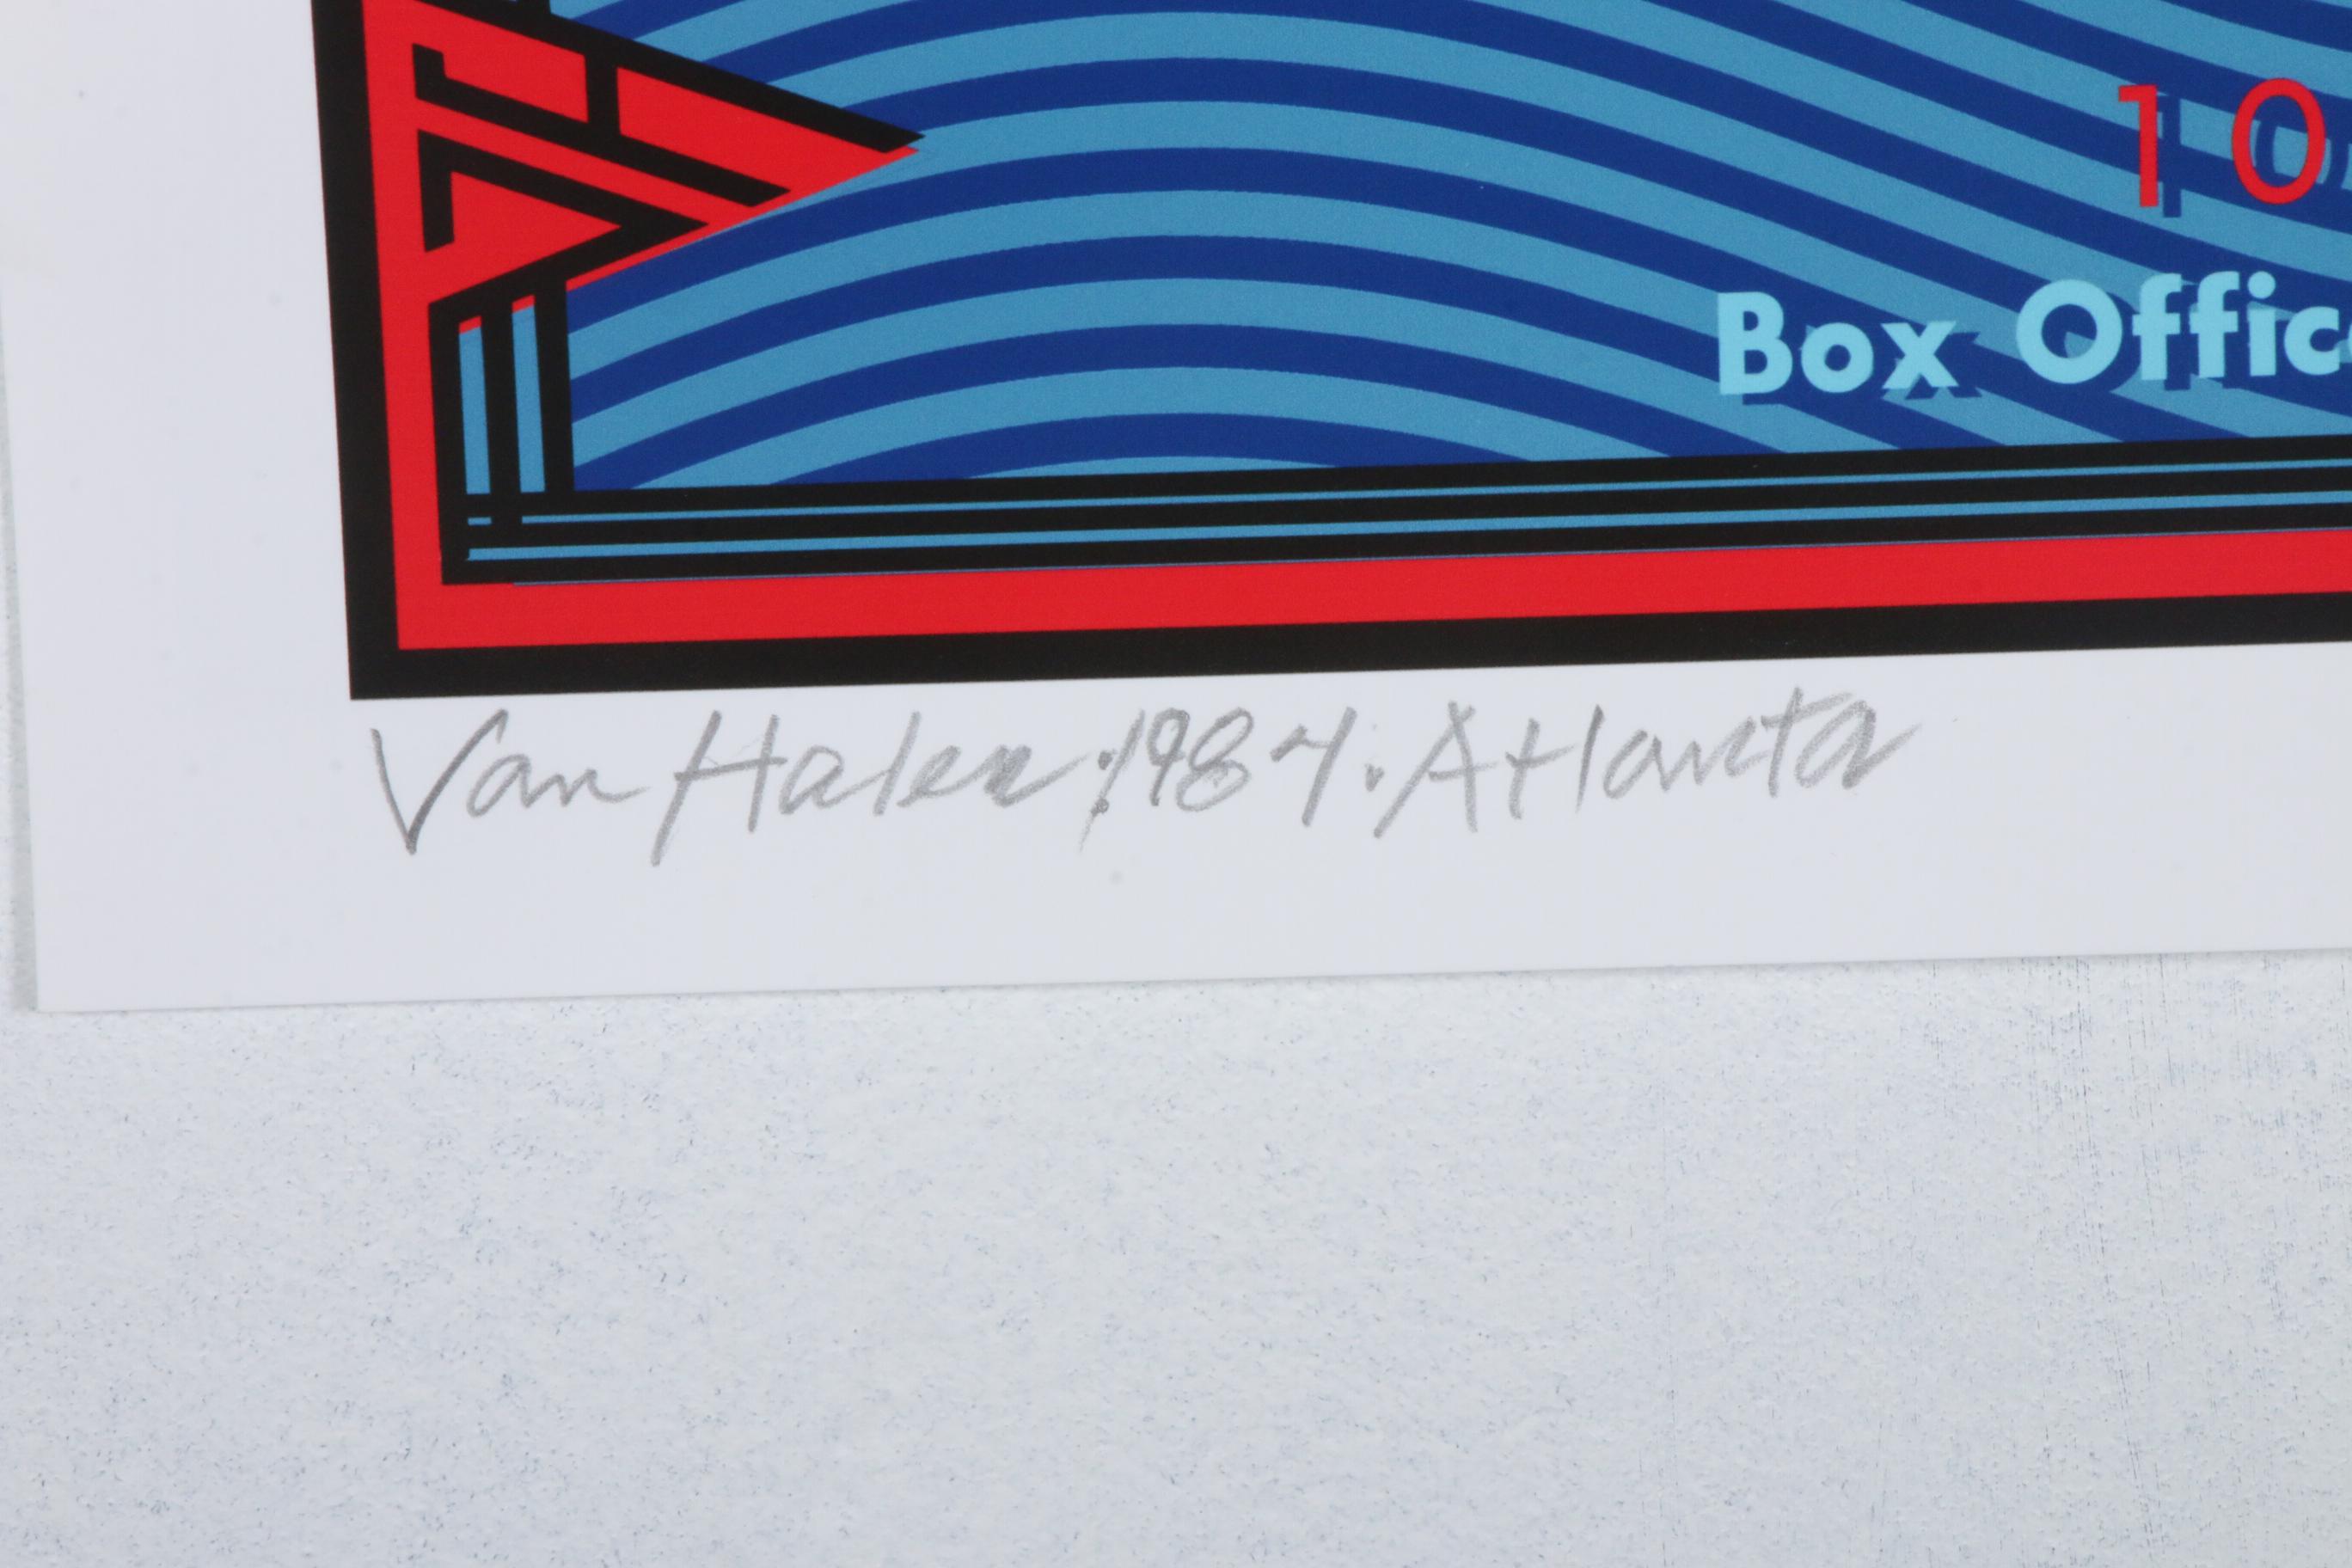 10
Box Offic
Van Halen . 1984 . Atlanta